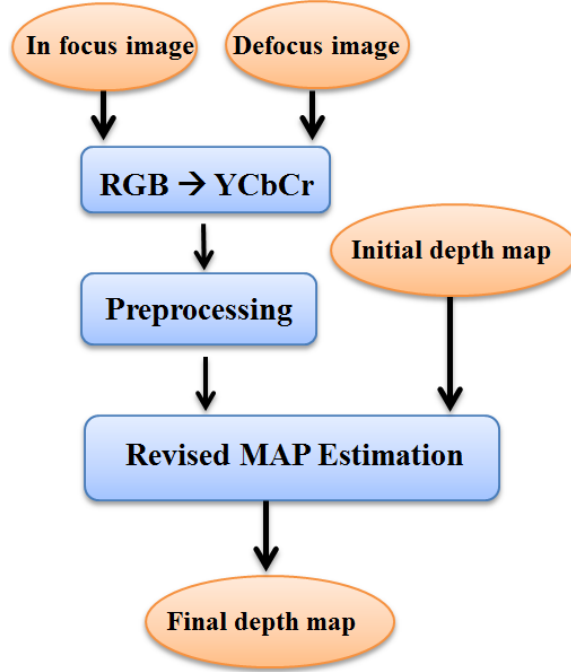 In focus image
Defocus image
RGB → YCbCr
Initial depth map
Preprocessing
Revised MAP Estimation
Final depth map